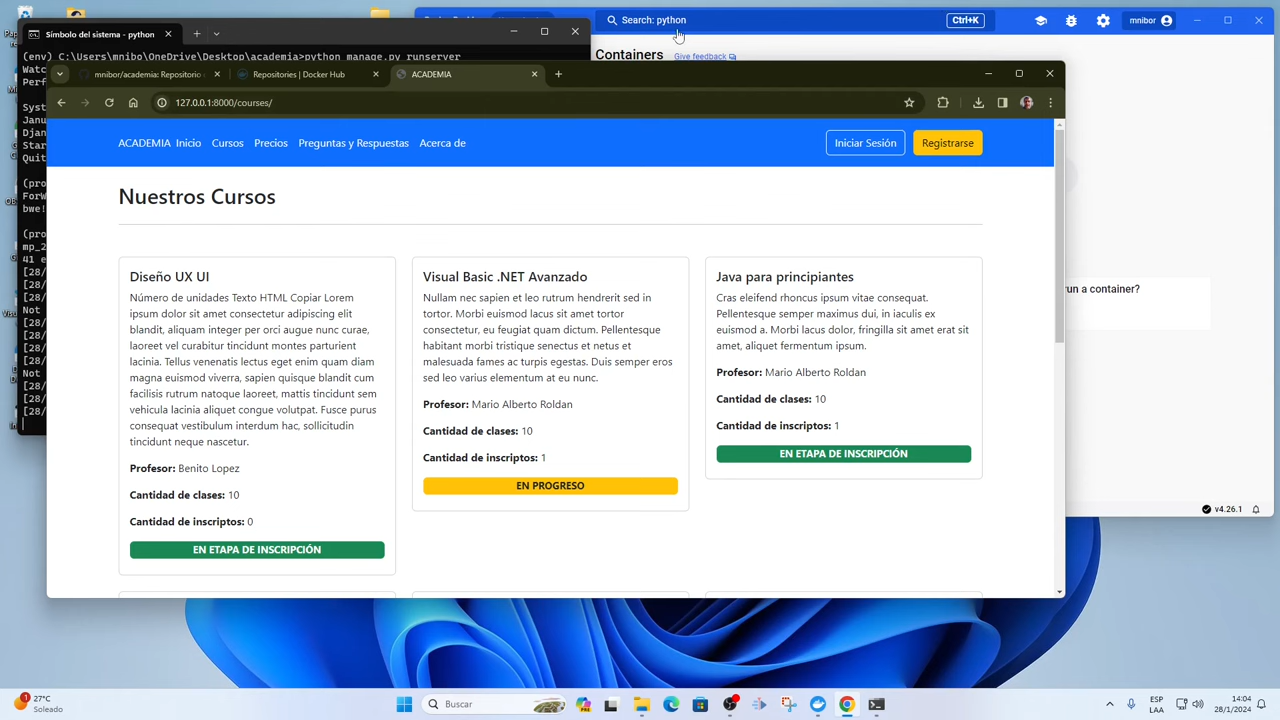 Símbolo del sistema - python
Search: python
Ctrl+K
mnibor
(env) C:\Users\mnibo\OneDrive\Desktop\academia>python manage.py runserver
Containers
Give feedback
mnibor/academia: Repositorio
Repositories | Docker Hub
ACADEMIA
127.0.0.1:8000/courses/
ACADEMIA Inicio Cursos Precios Preguntas y Respuestas Acerca de
Iniciar Sesión
Registrarse
Nuestros Cursos
Diseño UX UI
Número de unidades Texto HTML Copiar Lorem
ipsum dolor sit amet consectetur adipiscing elit
blandit, aliquam integer per orci augue nunc curae,
laoreet vel curabitur tincidunt montes parturient
lacinia. Tellus venenatis lectus eget enim quam diam
magna euismod viverra, sapien quisque blandit cum
facilisis rutrum natoque laoreet, mattis tincidunt sem
vehicula lacinia aliquet congue volutpat. Fusce purus
consequat vestibulum interdum hac, sollicitudin
tincidunt neque nascetur.
Profesor: Benito Lopez
Cantidad de clases: 10
Cantidad de inscriptos: 0
EN ETAPA DE INSCRIPCIÓN
Visual Basic .NET Avanzado
Nullam nec sapien et leo rutrum hendrerit sed in
tortor. Morbi euismod lacus sit amet tortor
consectetur, eu feugiat quam dictum. Pellentesque
habitant morbi tristique senectus et netus et
malesuada fames ac turpis egestas. Duis semper eros
sed leo varius elementum at eu nunc.
Profesor: Mario Alberto Roldan
Cantidad de clases: 10
Cantidad de inscriptos: 1
EN PROGRESO
Java para principiantes
Cras eleifend rhoncus ipsum vitae consequat.
Pellentesque semper maximus dui, in iaculis ex
euismod a. Morbi lacus dolor, fringilla sit amet erat sit
amet, aliquet fermentum ipsum.
Profesor: Mario Alberto Roldan
Cantidad de clases: 10
Cantidad de inscriptos: 1
EN ETAPA DE INSCRIPCIÓN
run a container?
v4.26.1
27°C
Soleado
Buscar
ESP
LAA
14:04
28/1/2024